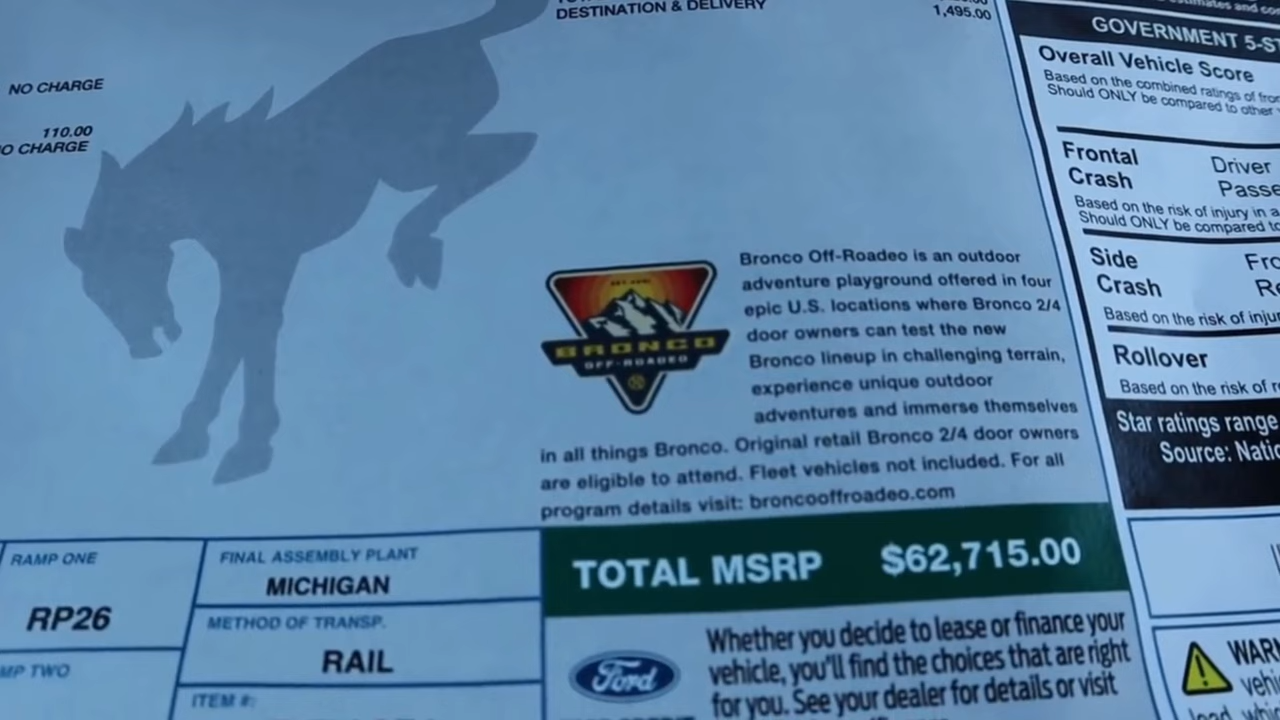 DESTINATION & DELIVERY
1,495.00
NO CHARGE
110.00
O CHARGE
Bronco Off-Roadeo is an outdoor
adventure playground offered in four
epic U.S. locations where Bronco 2/4
door owners can test the new
Bronco lineup in challenging terrain,
experience unique outdoor
adventures and immerse themselves
in all things Bronco. Original retail Bronco 2/4 door owners
are eligible to attend. Fleet vehicles not included. For all
program details visit: broncooffroadeo.com
BRONCO
OFF-ROADEO
TOTAL MSRP $62,715.00
RAMP ONE
RP26
MP TWO
FINAL ASSEMBLY PLANT
MICHIGAN
METHOD OF TRANSP.
RAIL
ITEM #:
Ford
Whether you decide to lease or finance your
vehicle, you'll find the choices that are right
for you. See your dealer for details or visit
GOVERNMENT 5-ST
Overall Vehicle Score
Based on the combined ratings of fron
Should ONLY be compared to other
Frontal
Crash
Driver
Passe
Based on the risk of injury in a
Should ONLY be compared to
Side
Crash
Fro
Re
Based on the risk of injur
Rollover
Based on the risk of r
Star ratings range
Source: Natio
WARN
vehic